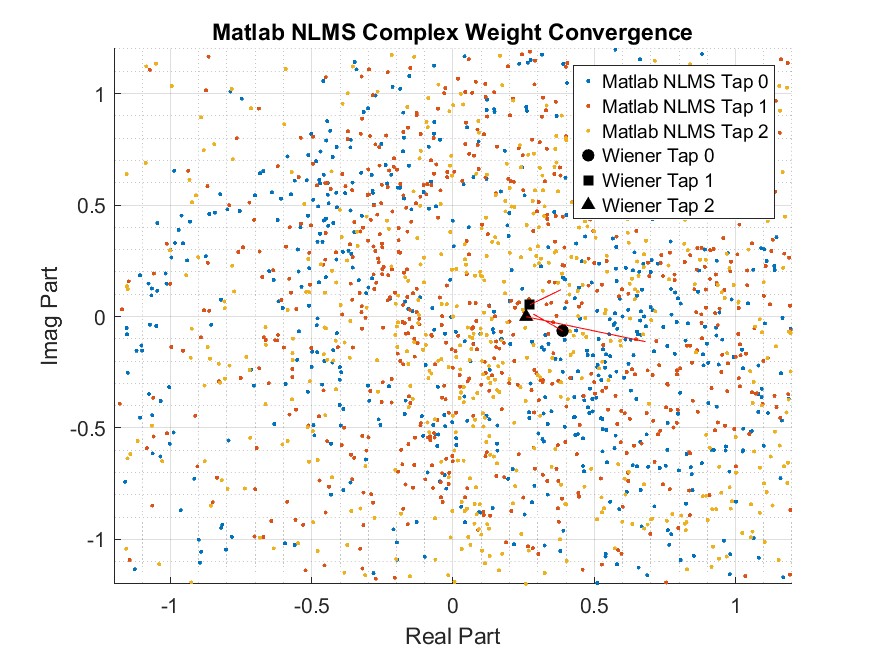 Matlab NLMS Complex Weight Convergence
Matlab NLMS Tap 0
Matlab NLMS Tap 1
Matlab NLMS Tap 2
Wiener Tap 0
Wiener Tap 1
Wiener Tap 2
1
0.5
0
-0.5
-1
Imag Part
-1
-0.5
0
0.5
1
Real Part